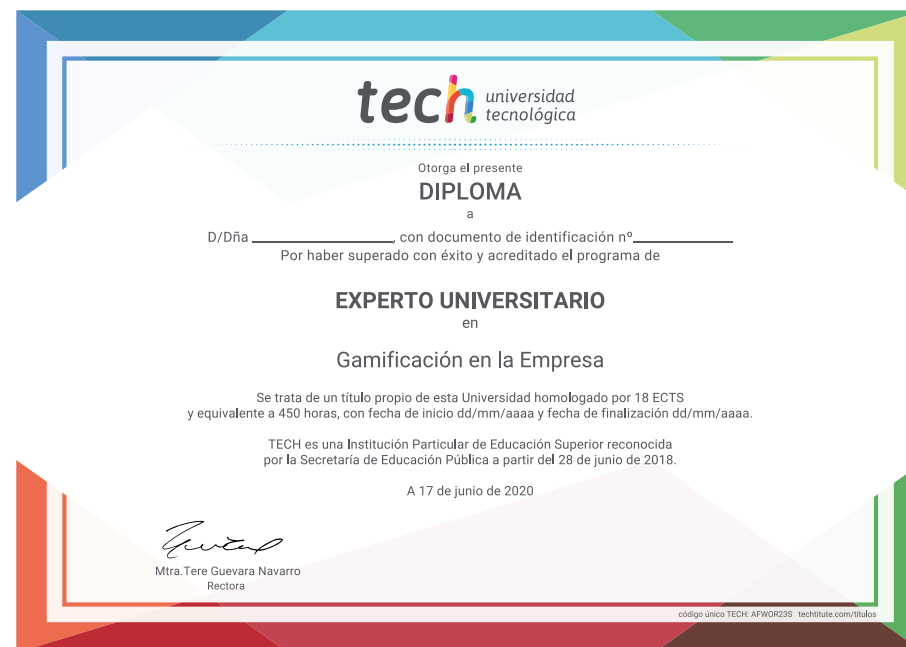 tech universidad
tecnológica
Otorga el presente
DIPLOMA
a
D/Dña ____________________, con documento de identificación nº______________
Por haber superado con éxito y acreditado el programa de
EXPERTO UNIVERSITARIO
en
Gamificación en la Empresa
Se trata de un título propio de esta Universidad homologado por 18 ECTS
y equivalente a 450 horas, con fecha de inicio dd/mm/aaaa y fecha de finalización dd/mm/aaaa.
TECH es una Institución Particular de Educación Superior reconocida
por la Secretaría de Educación Pública a partir del 28 de junio de 2018.
A 17 de junio de 2020
Mtra.Tere Guevara Navarro
Rectora
código único TECH: AFWOR23S techtitute.com/titulos